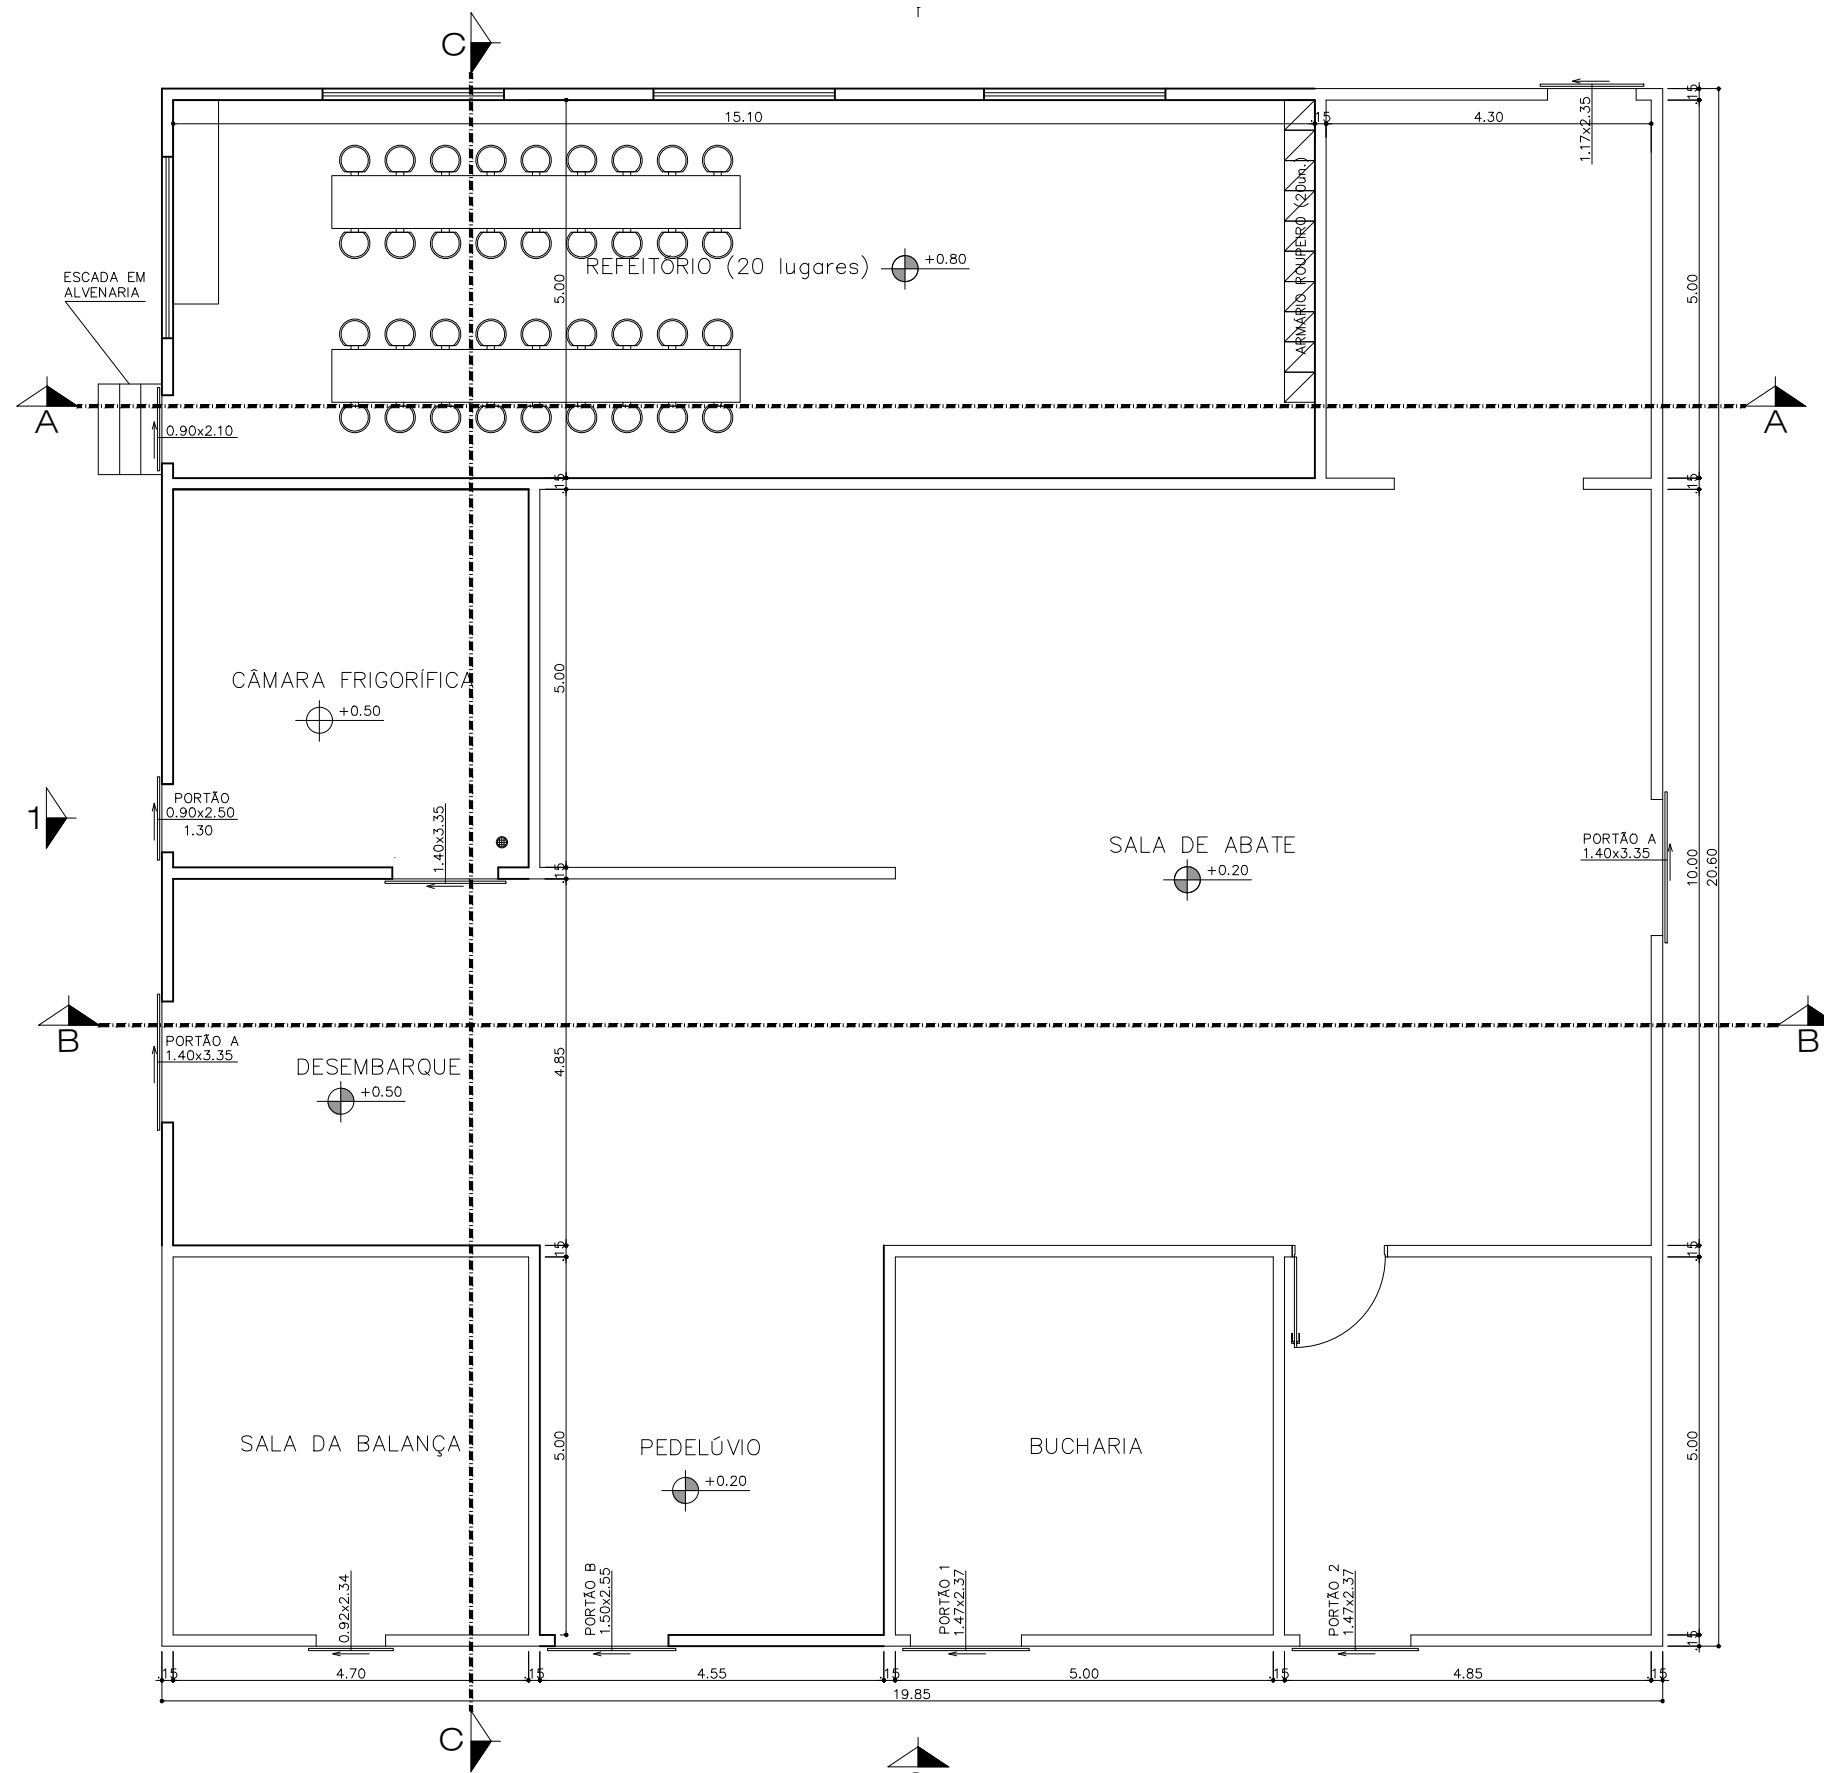 C
.15
15.10
.15
4.30
1.17x2.35
ARMÁRIO ROUPEIRO (20un.)
REFEITÓRIO (20 lugares)
+0.80
5.00
5.00
ESCADA EM
ALVENARIA
A
A
0.90x2.10
.15
.15
CÂMARA FRIGORÍFICA
+0.50
5.00
1
PORTÃO
0.90x2.50
1.30
1.40x3.35
.15
SALA DE ABATE
+0.20
PORTÃO A
1.40x3.35
10.00
20.60
B
B
PORTÃO A
1.40x3.35
DESEMBARQUE
+0.50
4.85
.15
.15
SALA DA BALANÇA
5.00
PEDELÚVIO
+0.20
BUCHARIA
5.00
0.92x2.34
PORTÃO B
1.50x2.55
PORTÃO 1
1.47x2.37
PORTÃO 2
1.47x2.37
.15
.15
4.70
.15
4.55
.15
5.00
.15
4.85
.15
19.85
C